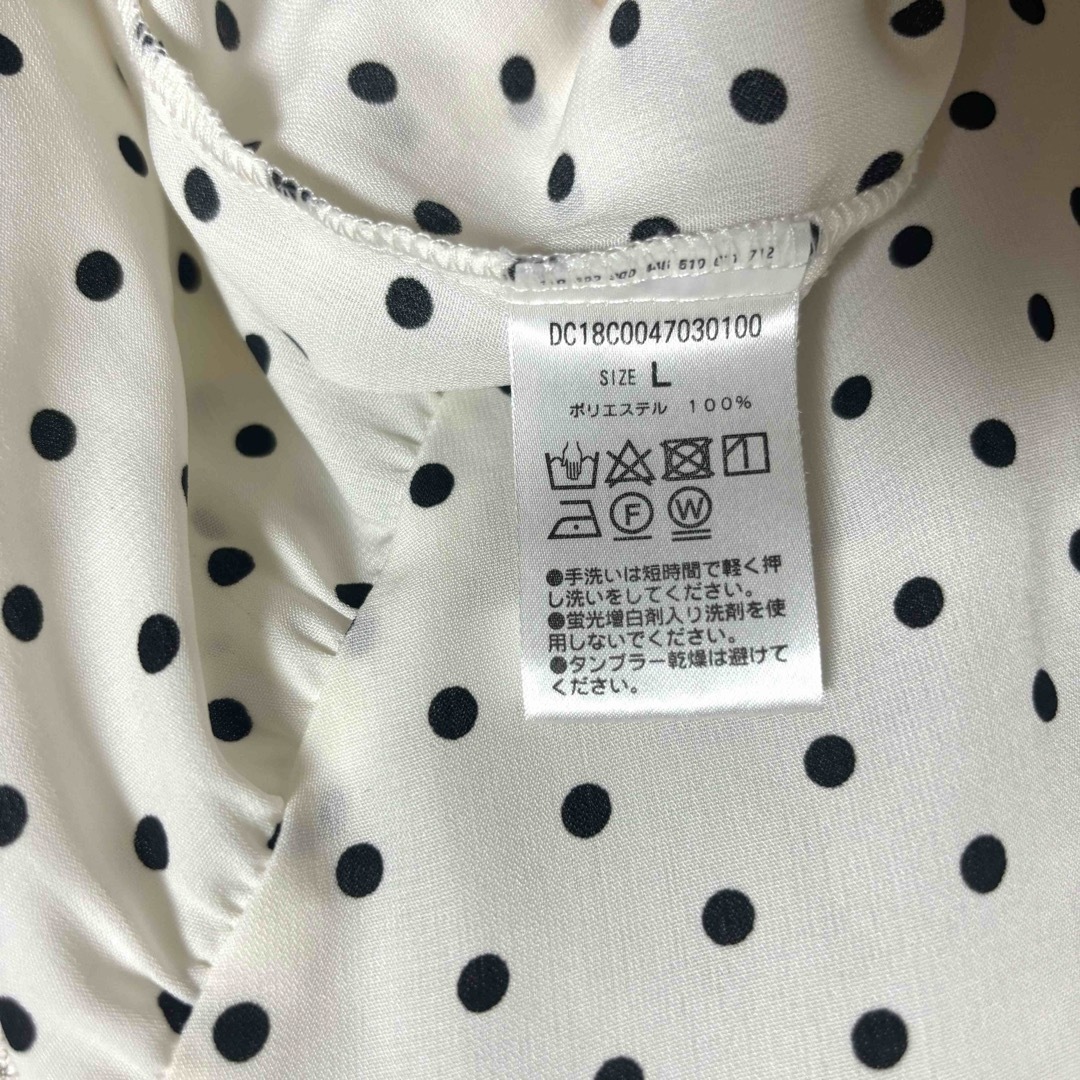 DC18C0047030100
SIZE L
ポリエステル 100%
F W
●手洗いは短時間で軽く押
し洗いをしてください。
●蛍光増白剤入り洗剤を使
用しないでください。
●タンブラー乾燥は避けて
ください。